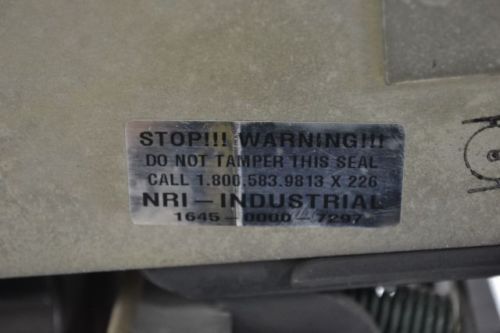 STOP!!! WARNING!!!
DO NOT TAMPER THIS SEAL
CALL 1.800.583.9813 X 226
NRI - INDUSTRIAL
1645-0000-7297